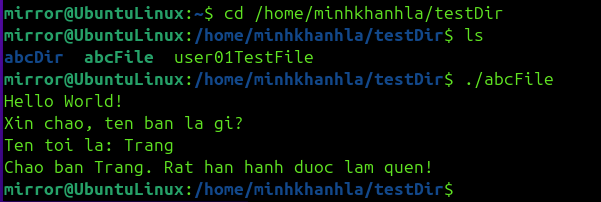 mirror@UbuntuLinux:~$ cd /home/minhkhanhla/testDir
mirror@UbuntuLinux:/home/minhkhanhla/testDir$ ls
abcDir  abcFile  user01TestFile
mirror@UbuntuLinux:/home/minhkhanhla/testDir$ ./abcFile
Hello World!
Xin chao, ten ban la gi?
Ten toi la: Trang
Chao ban Trang. Rat han hanh duoc lam quen!
mirror@UbuntuLinux:/home/minhkhanhla/testDir$